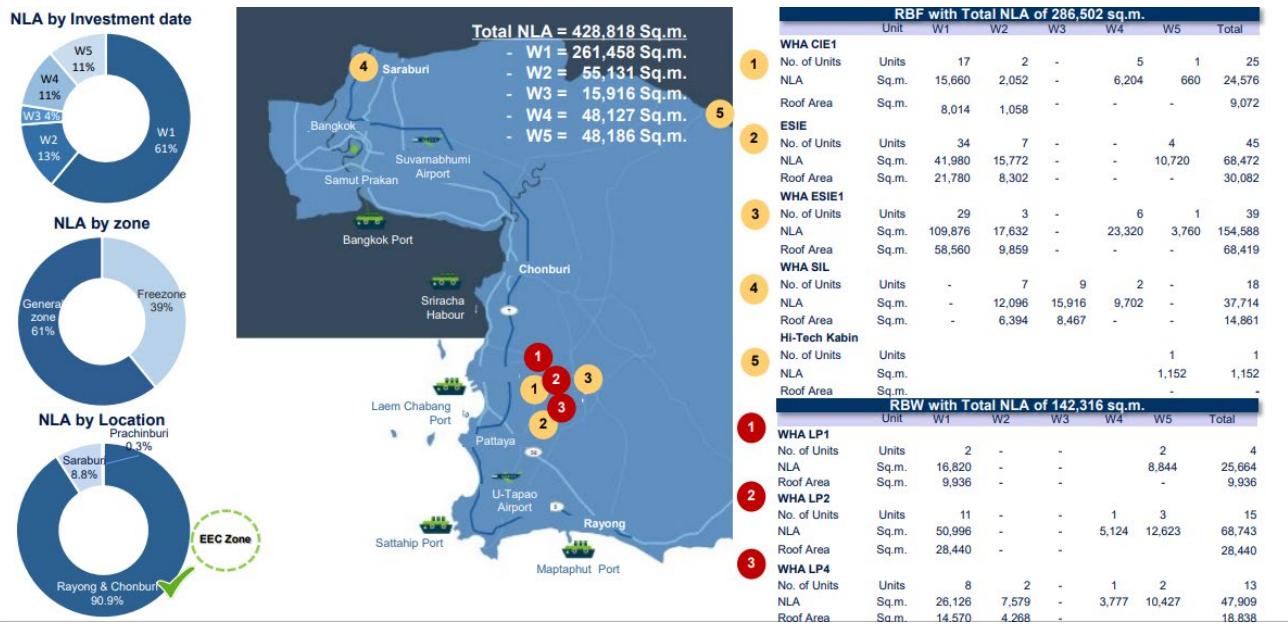 NLA by Investment date
W5
11%
W4
11%
W3 4%
W2
13%
W1
61%
NLA by zone
General
zone
61%
Freezone
39%
NLA by Location
Prachinburi
0.3%
Saraburi
8.8%
Rayong & Chonburi
90.9%
EEC Zone
Total NLA = 428,818 Sq.m.
- W1 = 261,458 Sq.m.
- W2 = 55,131 Sq.m.
- W3 = 15,916 Sq.m.
- W4 = 48,127 Sq.m.
- W5 = 48,186 Sq.m.
4
Saraburi
5
Bangkok
Suvarnabhumi
Airport
Samut Prakan
Bangkok Port
Chonburi
Sriracha
Habour
7
1
2
3
1
3
2
Laem Chabang
Port
Pattaya
36
U-Tapao
Airport
3
Rayong
Sattahip Port
Maptaphut Port
RBF with Total NLA of 286,502 sq.m.
Unit W1 W2 W3 W4 W5 Total
1
WHA CIE1
No. of Units Units 17 2 - 5 1 25
NLA Sq.m. 15,660 2,052 - 6,204 660 24,576
Roof Area Sq.m. 8,014 1,058 - - - 9,072
2
ESIE
No. of Units Units 34 7 - - 4 45
NLA Sq.m. 41,980 15,772 - - 10,720 68,472
Roof Area Sq.m. 21,780 8,302 - - - 30,082
3
WHA ESIE1
No. of Units Units 29 3 - 6 1 39
NLA Sq.m. 109,876 17,632 - 23,320 3,760 154,588
Roof Area Sq.m. 58,560 9,859 - - - 68,419
4
WHA SIL
No. of Units Units - 7 9 2 - 18
NLA Sq.m. - 12,096 15,916 9,702 - 37,714
Roof Area Sq.m. - 6,394 8,467 - - 14,861
5
Hi-Tech Kabin
No. of Units Units 1 1
NLA Sq.m. 1,152 1,152
Roof Area Sq.m. - -
RBW with Total NLA of 142,316 sq.m.
Unit W1 W2 W3 W4 W5 Total
1
WHA LP1
No. of Units Units 2 - - 2 4
NLA Sq.m. 16,820 - - 8,844 25,664
Roof Area Sq.m. 9,936 - - - 9,936
2
WHA LP2
No. of Units Units 11 - - 1 3 15
NLA Sq.m. 50,996 - - 5,124 12,623 68,743
Roof Area Sq.m. 28,440 - - 28,440
3
WHA LP4
No. of Units Units 8 2 - 1 2 13
NLA Sq.m. 26,126 7,579 - 3,777 10,427 47,909
Roof Area Sq.m. 14,570 4,268 - - - 18,838